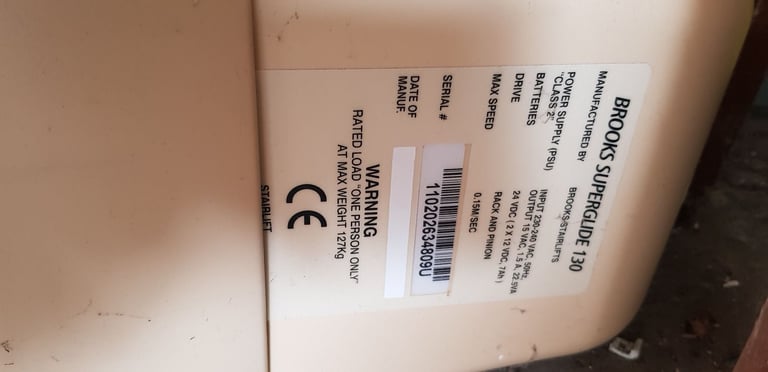 BROOKS SUPERGLIDE 130
MANUFACTURED BY BROOKS/STAIRLIFTS
POWER SUPPLY (PSU) INPUT 230-240 VAC, 50Hz,
"CLASS 2" OUTPUT 15 VAC, 1.5 A, 22.5VA
BATTERIES 24 VDC ( 2 X 12 VDC, 7Ah )
DRIVE RACK AND PINION
MAX SPEED 0.15M/SEC
SERIAL # 110202634809U
DATE OF
MANUF.
WARNING
RATED LOAD "ONE PERSON ONLY"
AT MAX WEIGHT 127Kg
CE
STAIRLIFT